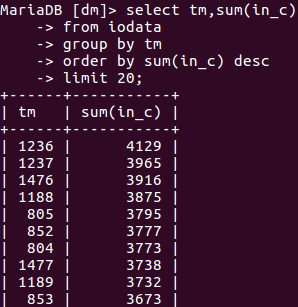 MariaDB [dm]> select tm,sum(in_c)
    -> from iodata
    -> group by tm
    -> order by sum(in_c) desc
    -> limit 20;
+------+-----------+
| tm   | sum(in_c) |
+------+-----------+
| 1236 |      4129 |
| 1237 |      3965 |
| 1476 |      3916 |
| 1188 |      3875 |
|  805 |      3795 |
|  852 |      3777 |
|  804 |      3773 |
| 1477 |      3738 |
| 1189 |      3732 |
|  853 |      3673 |